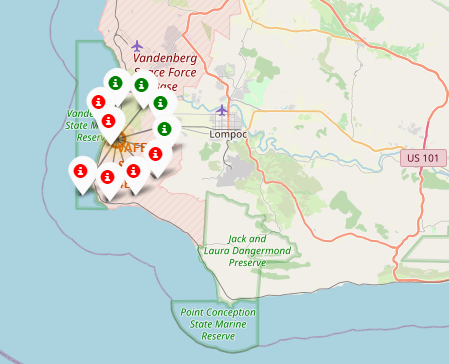 Vandenberg
Space Force
Base
State Marine
Reserve
Lompoc
US 101
Jack and
Laura Dangermond
Preserve
Point Conception
State Marine
Reserve